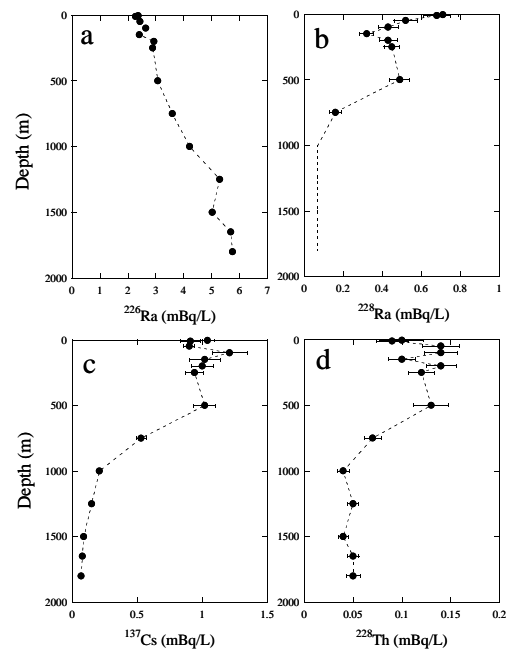 a
b
0
500
1000
1500
2000
Depth (m)
0 1 2 3 4 5 6 7
²²⁶Ra (mBq/L)
0
500
1000
1500
2000
0 0.2 0.4 0.6 0.8 1
²²⁸Ra (mBq/L)
c
d
0
500
1000
1500
2000
Depth (m)
0 0.5 1 1.5
¹³⁷Cs (mBq/L)
0
500
1000
1500
2000
0 0.05 0.1 0.15 0.2
²²⁸Th (mBq/L)